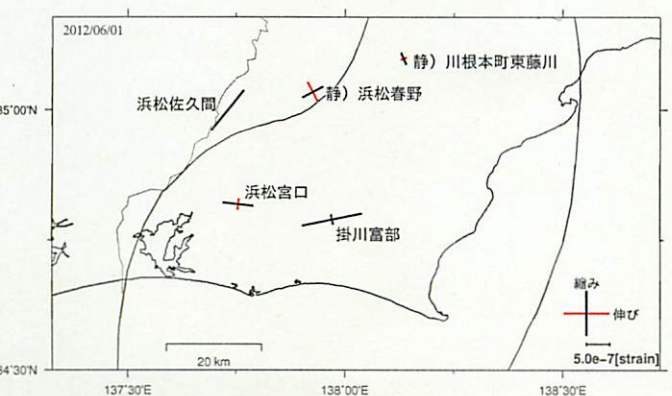 2012/06/01
静）川根本町東藤川
浜松佐久間
静）浜松春野
35°00'N
浜松宮口
掛川富部
縮み
伸び
20 km
5.0e-7[strain]
34°30'N
137°30'E
138°00'E
138°30'E